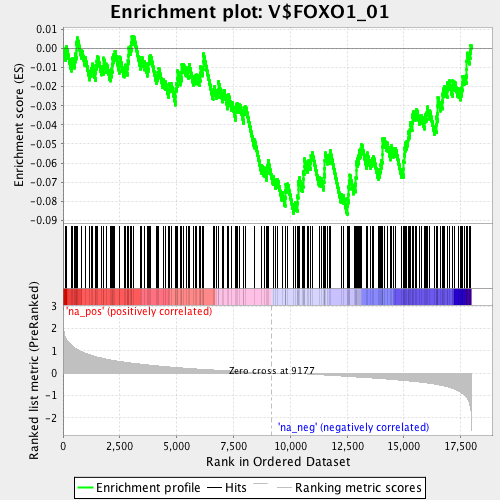 Enrichment plot: V$FOXO1_01
Enrichment score (ES)
0.01
0.00
-0.01
-0.02
-0.03
-0.04
-0.05
-0.06
-0.07
-0.08
-0.09
Ranked list metric (PreRanked)
3
2
1
0
-1
-2
'na_pos' (positively correlated)
Zero cross at 9177
'na_neg' (negatively correlated)
0
2,500
5,000
7,500
10,000
12,500
15,000
17,500
Rank in Ordered Dataset
Enrichment profile
Hits
Ranking metric scores